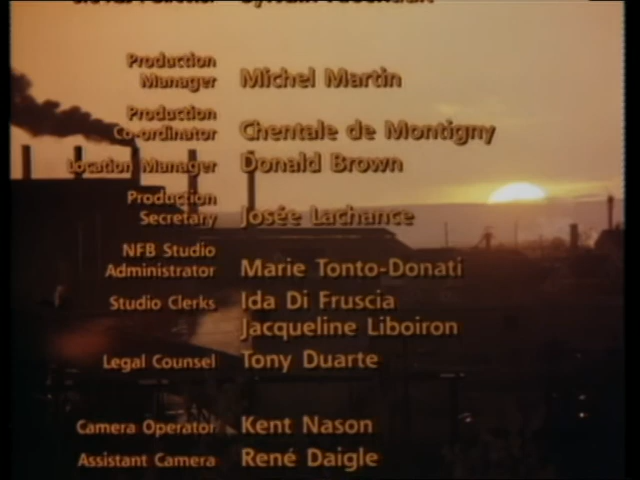 Production
Manager Michel Martin
Production
Co-ordinator Chentale de Montigny
Location Manager Donald Brown
Production
Secretary Josée Lachance
NFB Studio
Administrator Marie Tonto-Donati
Studio Clerks Ida Di Fruscia
Jacqueline Liboiron
Legal Counsel Tony Duarte
Camera Operator Kent Nason
Assistant Camera René Daigle